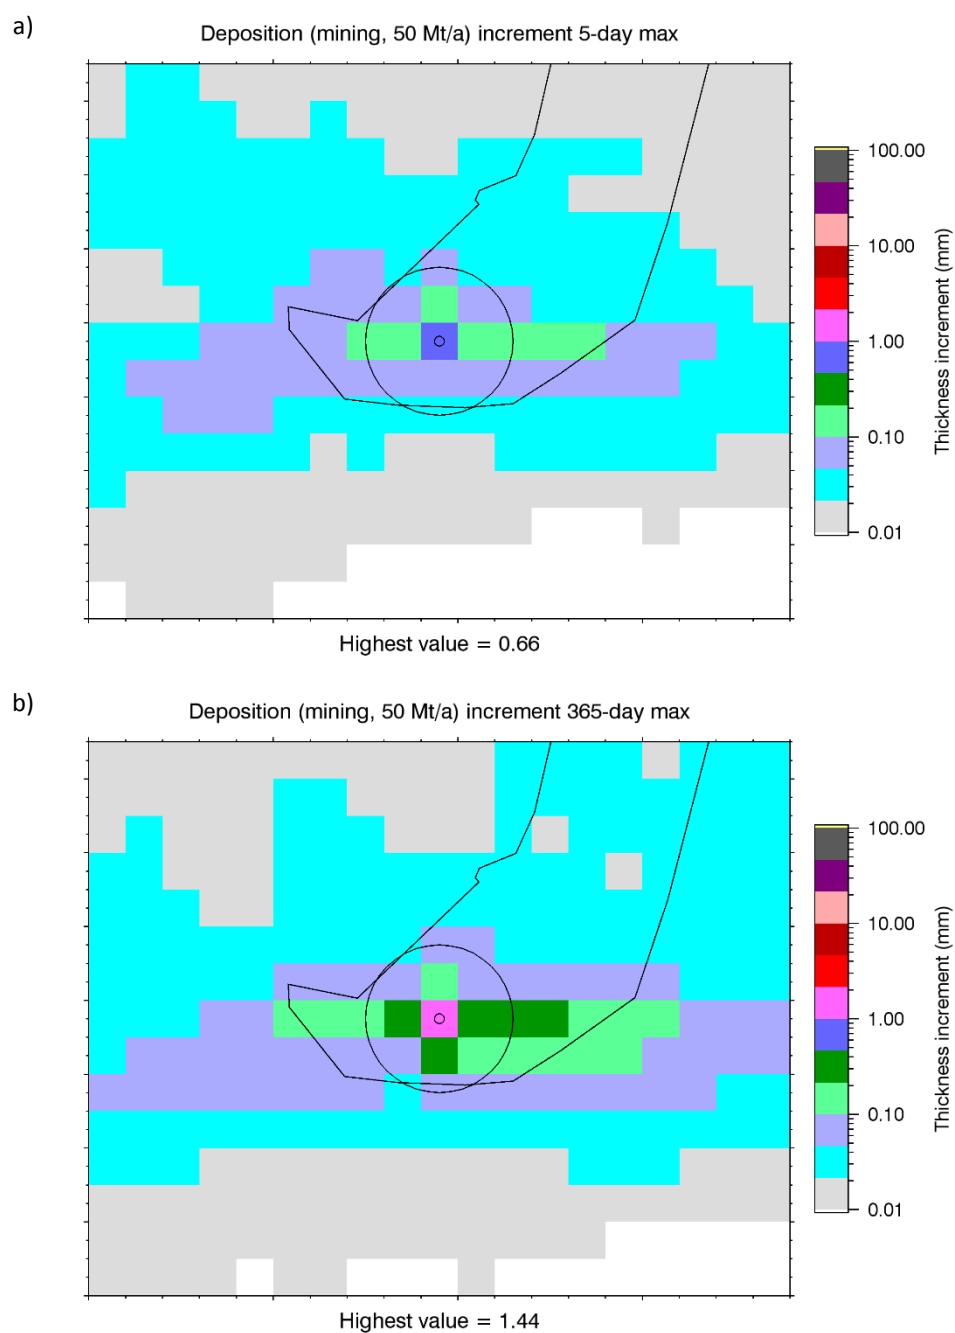 a)
Deposition (mining, 50 Mt/a) increment 5-day max
100.00
10.00
1.00
0.10
0.01
Thickness increment (mm)
Highest value = 0.66
b)
Deposition (mining, 50 Mt/a) increment 365-day max
100.00
10.00
1.00
0.10
0.01
Thickness increment (mm)
Highest value = 1.44